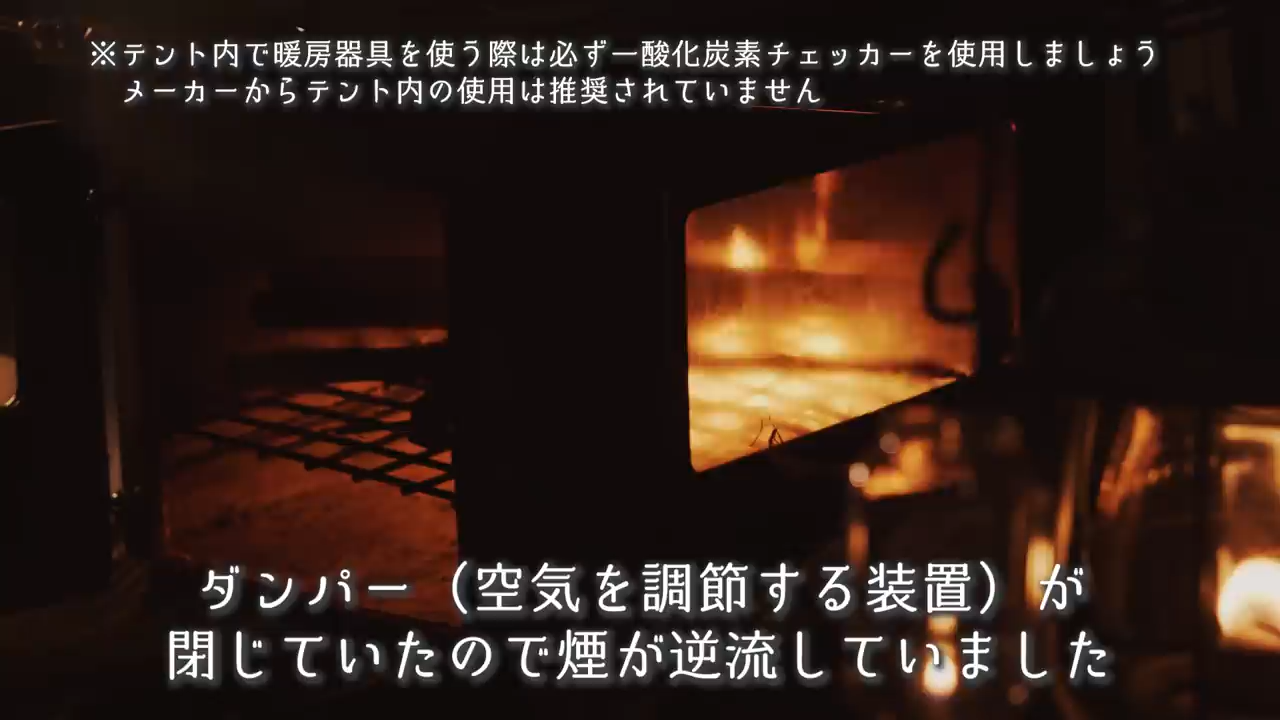 ※テント内で暖房器具を使う際は必ず一酸化炭素チェッカーを使用しましょう
メーカーからテント内の使用は推奨されていません
ダンパー（空気を調節する装置）が
閉じていたので煙が逆流していました